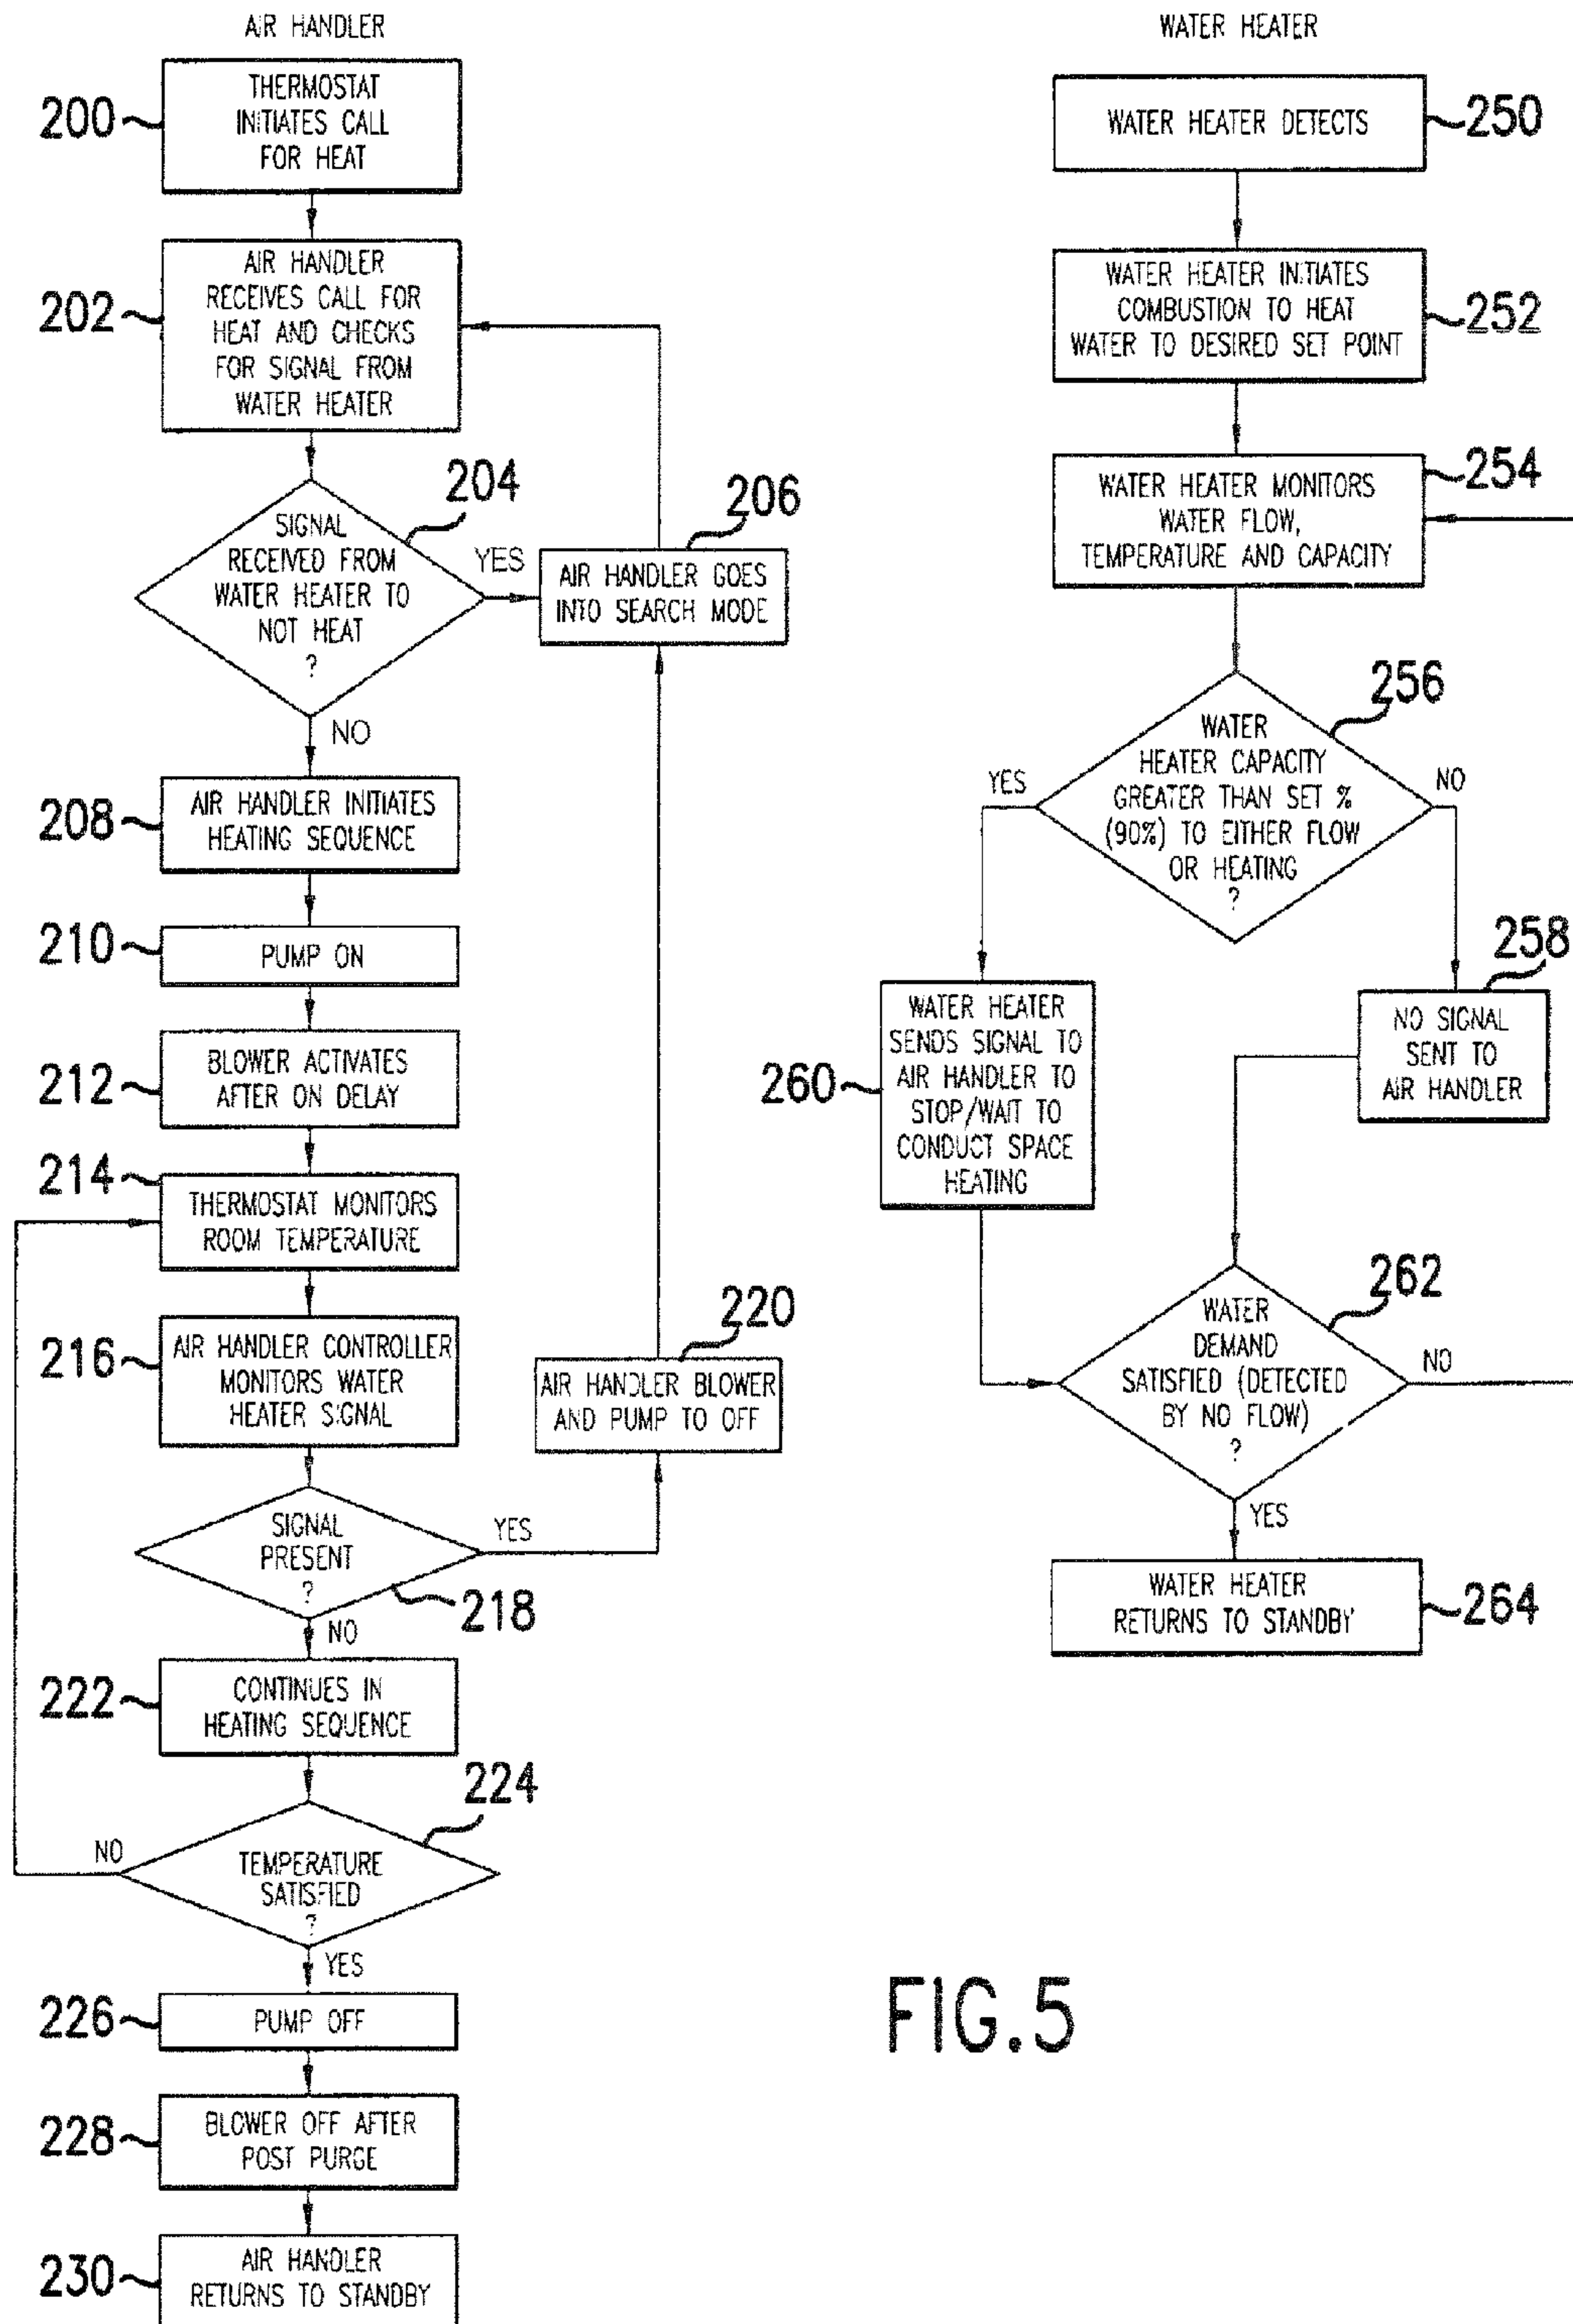 AIR HANDLER
200
THERMOSTAT
INITIATES CALL
FOR HEAT
202
AIR HANDLER
RECEIVES CALL FOR
HEAT AND CHECKS
FOR SIGNAL FROM
WATER HEATER
204
SIGNAL
RECEIVED FROM
WATER HEATER TO
NOT HEAT
?
YES
NO
206
AIR HANDLER GOES
INTO SEARCH MODE
208
AIR HANDLER INITIATES
HEATING SEQUENCE
210
PUMP ON
212
BLOWER ACTIVATES
AFTER ON DELAY
214
THERMOSTAT MONITORS
ROOM TEMPERATURE
216
AIR HANDLER CONTROLLER
MONITORS WATER
HEATER SIGNAL
220
AIR HANDLER BLOWER
AND PUMP TO OFF
SIGNAL
PRESENT
?
YES
218
NO
222
CONTINUES IN
HEATING SEQUENCE
224
NO
TEMPERATURE
SATISFIED
?
YES
226
PUMP OFF
228
BLOWER OFF AFTER
POST PURGE
230
AIR HANDLER
RETURNS TO STANDBY
WATER HEATER
WATER HEATER DETECTS
250
WATER HEATER INITIATES
COMBUSTION TO HEAT
WATER TO DESIRED SET POINT
252
WATER HEATER MONITORS
WATER FLOW,
TEMPERATURE AND CAPACITY
254
256
WATER
HEATER CAPACITY
GREATER THAN SET %
(90%) TO EITHER FLOW
OR HEATING
?
YES
NO
258
NO SIGNAL
SENT TO
AIR HANDLER
260
WATER HEATER
SENDS SIGNAL TO
AIR HANDLER TO
STOP/WAIT TO
CONDUCT SPACE
HEATING
262
WATER
DEMAND
SATISFIED (DETECTED
BY NO FLOW)
?
NO
YES
WATER HEATER
RETURNS TO STANDBY
264
FIG.5